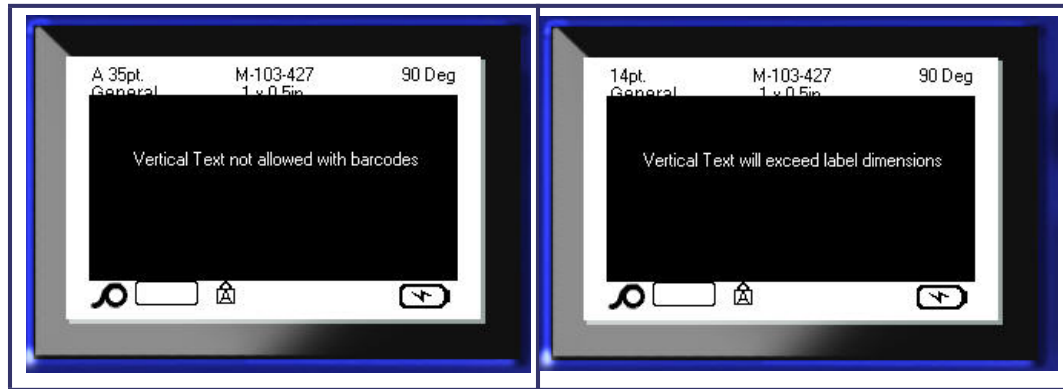 A 35pt. M-103-427 90 Deg
General 1 x 0.5in
Vertical Text not allowed with barcodes
A
14pt. M-103-427 90 Deg
General 1 x 0.5in
Vertical Text will exceed label dimensions
A